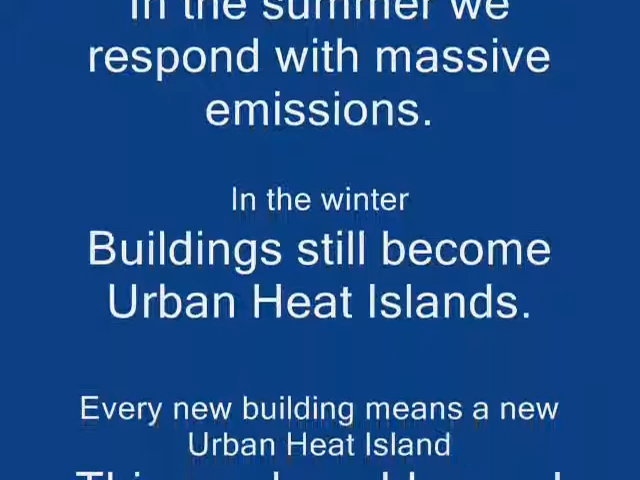 In the summer we
respond with massive
emissions.
In the winter
Buildings still become
Urban Heat Islands.
Every new building means a new
Urban Heat Island